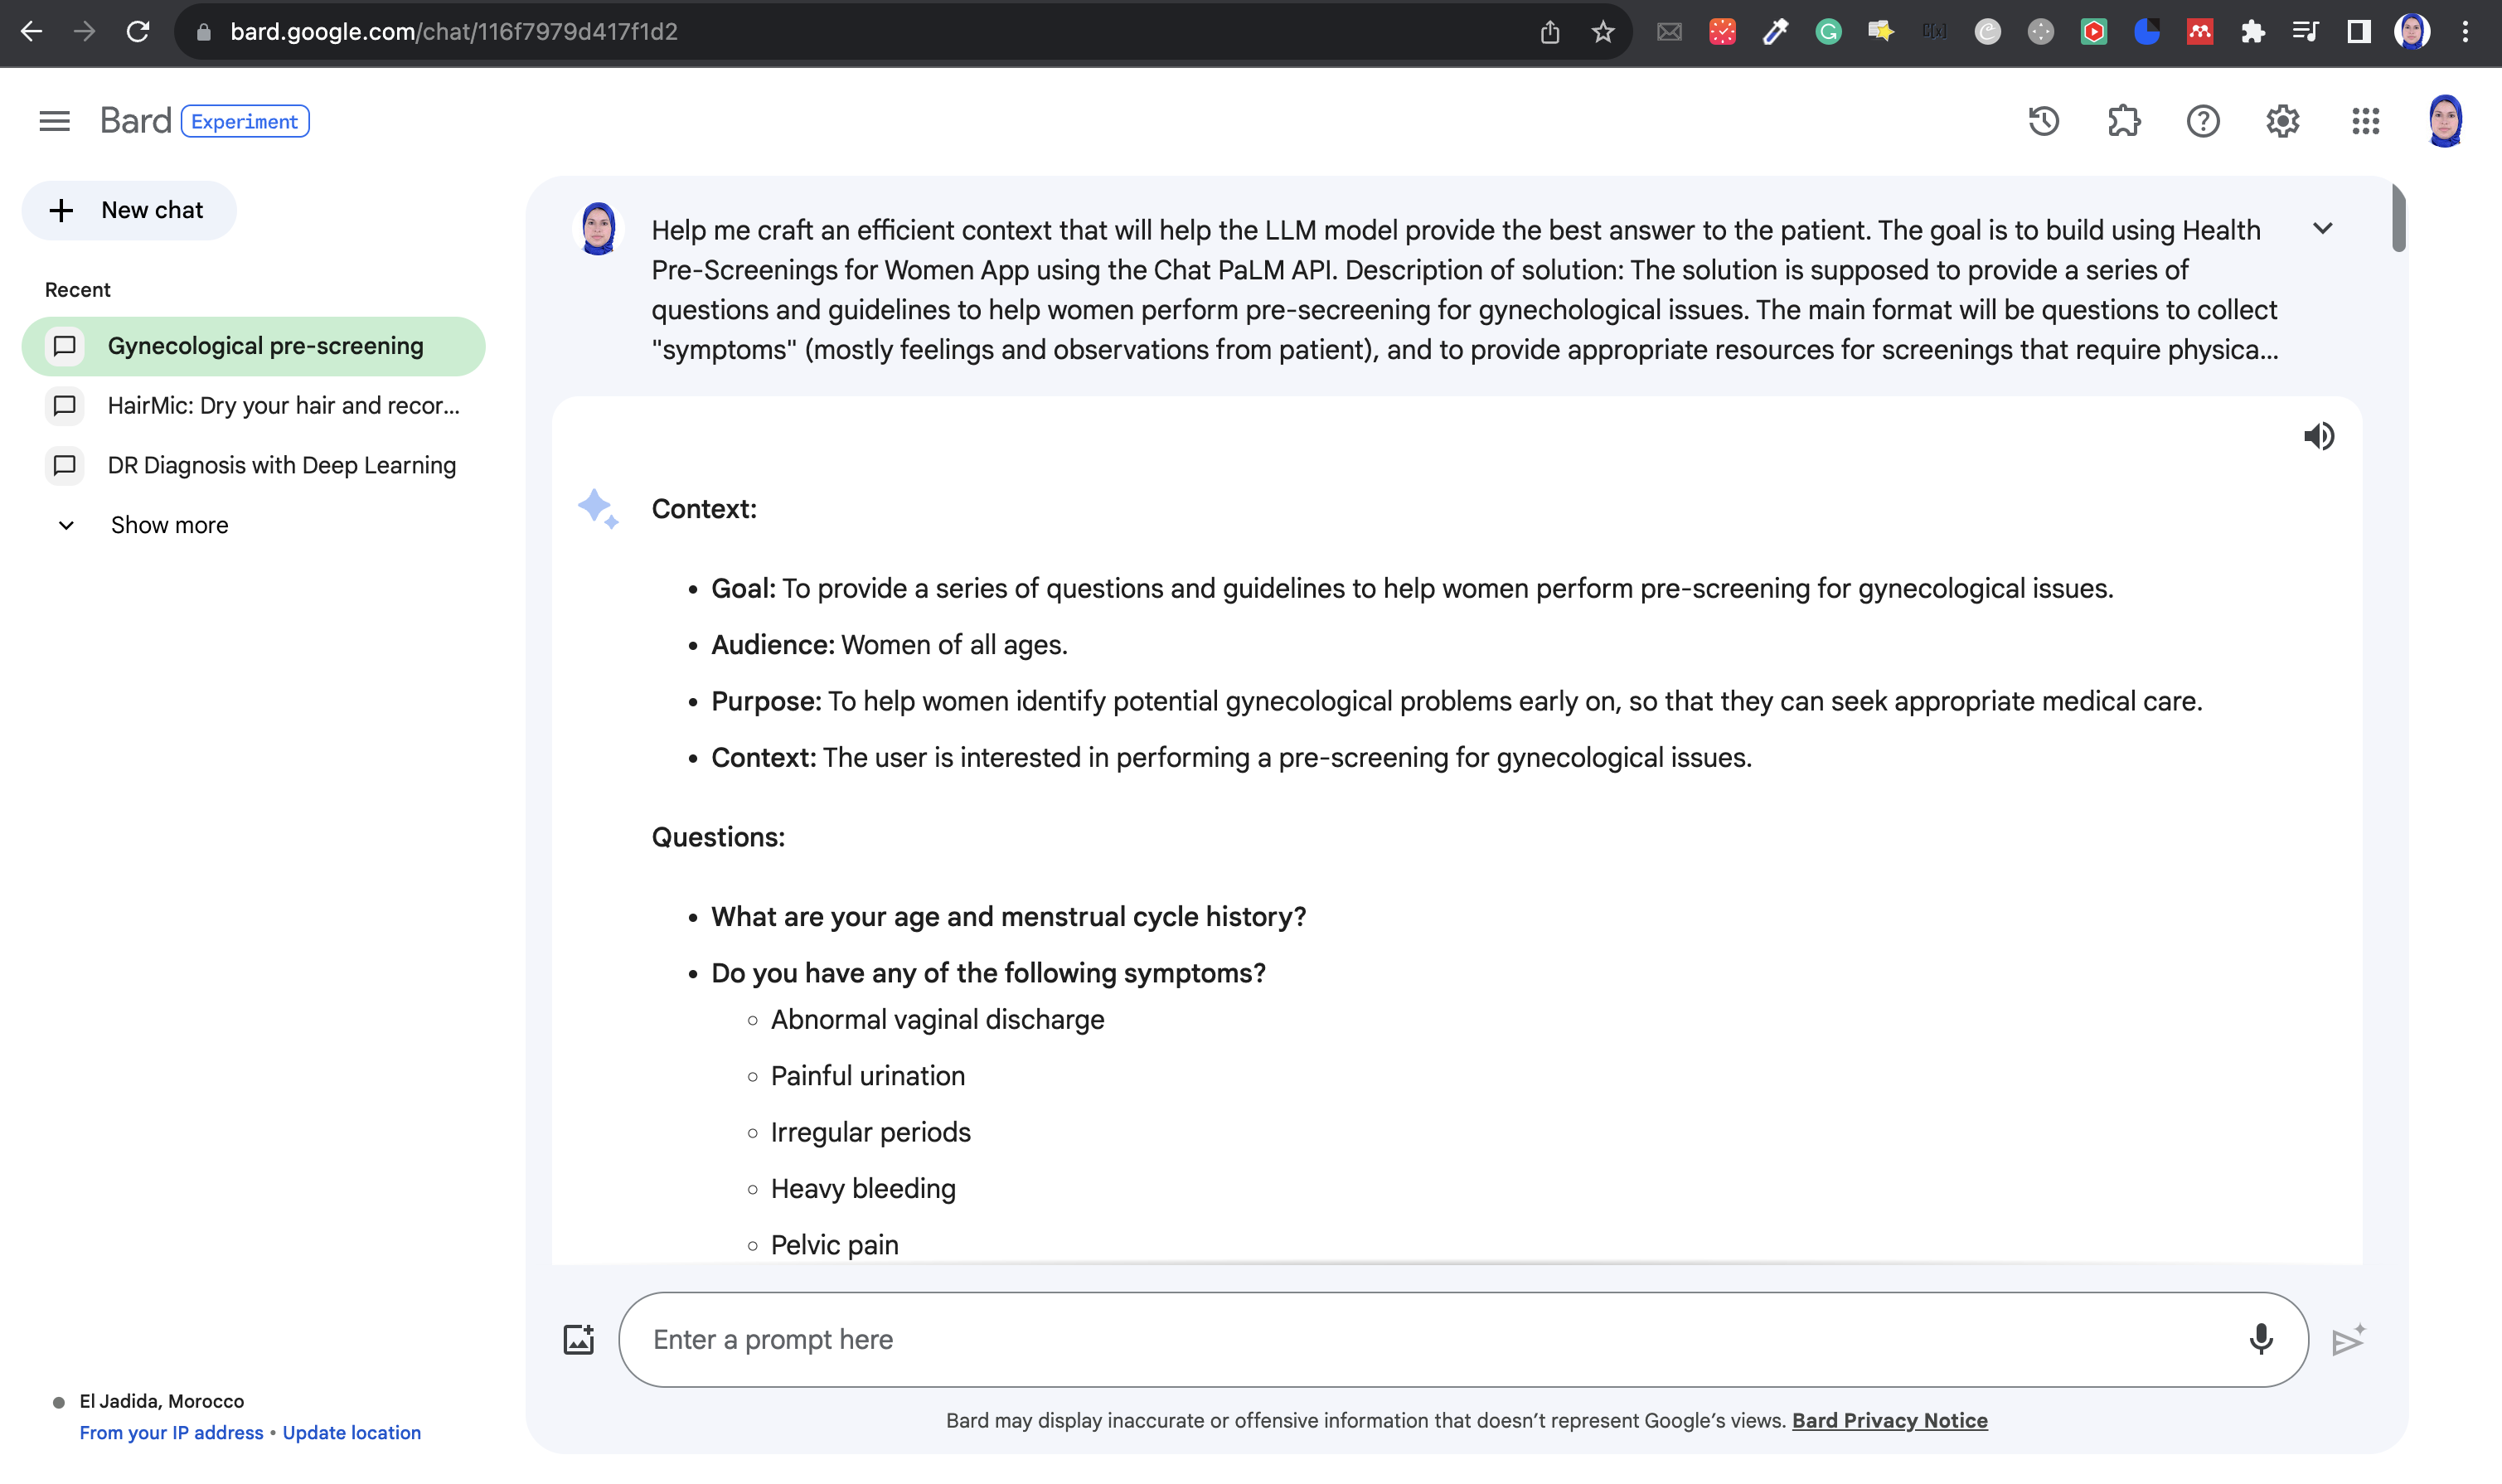 bard.google.com/chat/116f7979d417f1d2
Bard Experiment
New chat
Recent
Gynecological pre-screening
HairMic: Dry your hair and recor...
DR Diagnosis with Deep Learning
Show more
El Jadida, Morocco
From your IP address • Update location
Help me craft an efficient context that will help the LLM model provide the best answer to the patient. The goal is to build using Health
Pre-Screenings for Women App using the Chat PaLM API. Description of solution: The solution is supposed to provide a series of
questions and guidelines to help women perform pre-secreening for gynechological issues. The main format will be questions to collect
"symptoms" (mostly feelings and observations from patient), and to provide appropriate resources for screenings that require physica...
Context:
• Goal: To provide a series of questions and guidelines to help women perform pre-screening for gynecological issues.
• Audience: Women of all ages.
• Purpose: To help women identify potential gynecological problems early on, so that they can seek appropriate medical care.
• Context: The user is interested in performing a pre-screening for gynecological issues.
Questions:
• What are your age and menstrual cycle history?
• Do you have any of the following symptoms?
○ Abnormal vaginal discharge
○ Painful urination
○ Irregular periods
○ Heavy bleeding
○ Pelvic pain
Enter a prompt here
Bard may display inaccurate or offensive information that doesn't represent Google's views. Bard Privacy Notice